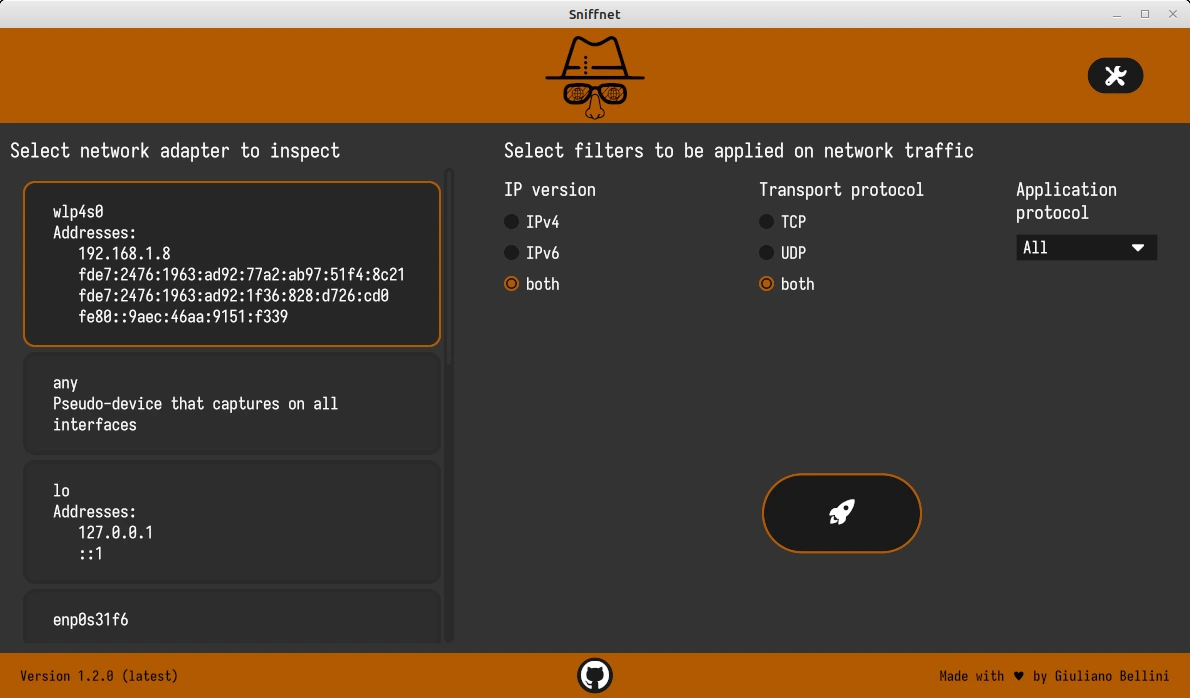 Sniffnet
Select network adapter to inspect
wlp4s0
Addresses:
192.168.1.8
fde7:2476:1963:ad92:77a2:ab97:51f4:8c21
fde7:2476:1963:ad92:1f36:828:d726:cd0
fe80::9aec:46aa:9151:f339
any
Pseudo-device that captures on all
interfaces
lo
Addresses:
127.0.0.1
::1
enp0s31f6
Select filters to be applied on network traffic
IP version
IPv4
IPv6
both
Transport protocol
TCP
UDP
both
Application
protocol
All
Version 1.2.0 (latest)
Made with ♥ by Giuliano Bellini